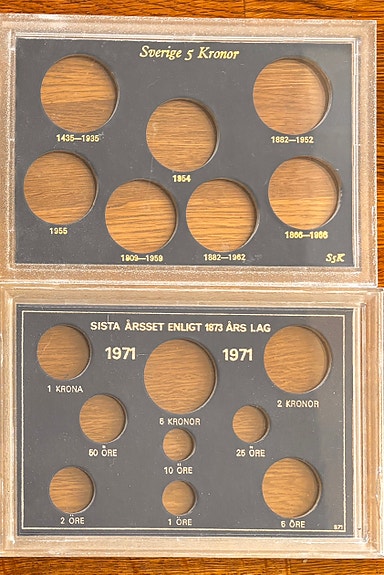 Sverige 5 Kronor
1435—1935
1882—1952
1954
1955
1909—1959
1882—1962
1866—1966
S5K
SISTA ÅRSSET ENLIGT 1873 ÅRS LAG
1971 1971
1 KRONA
5 KRONOR
2 KRONOR
50 ÖRE
25 ÖRE
10 ÖRE
2 ÖRE
1 ÖRE
5 ÖRE
S71